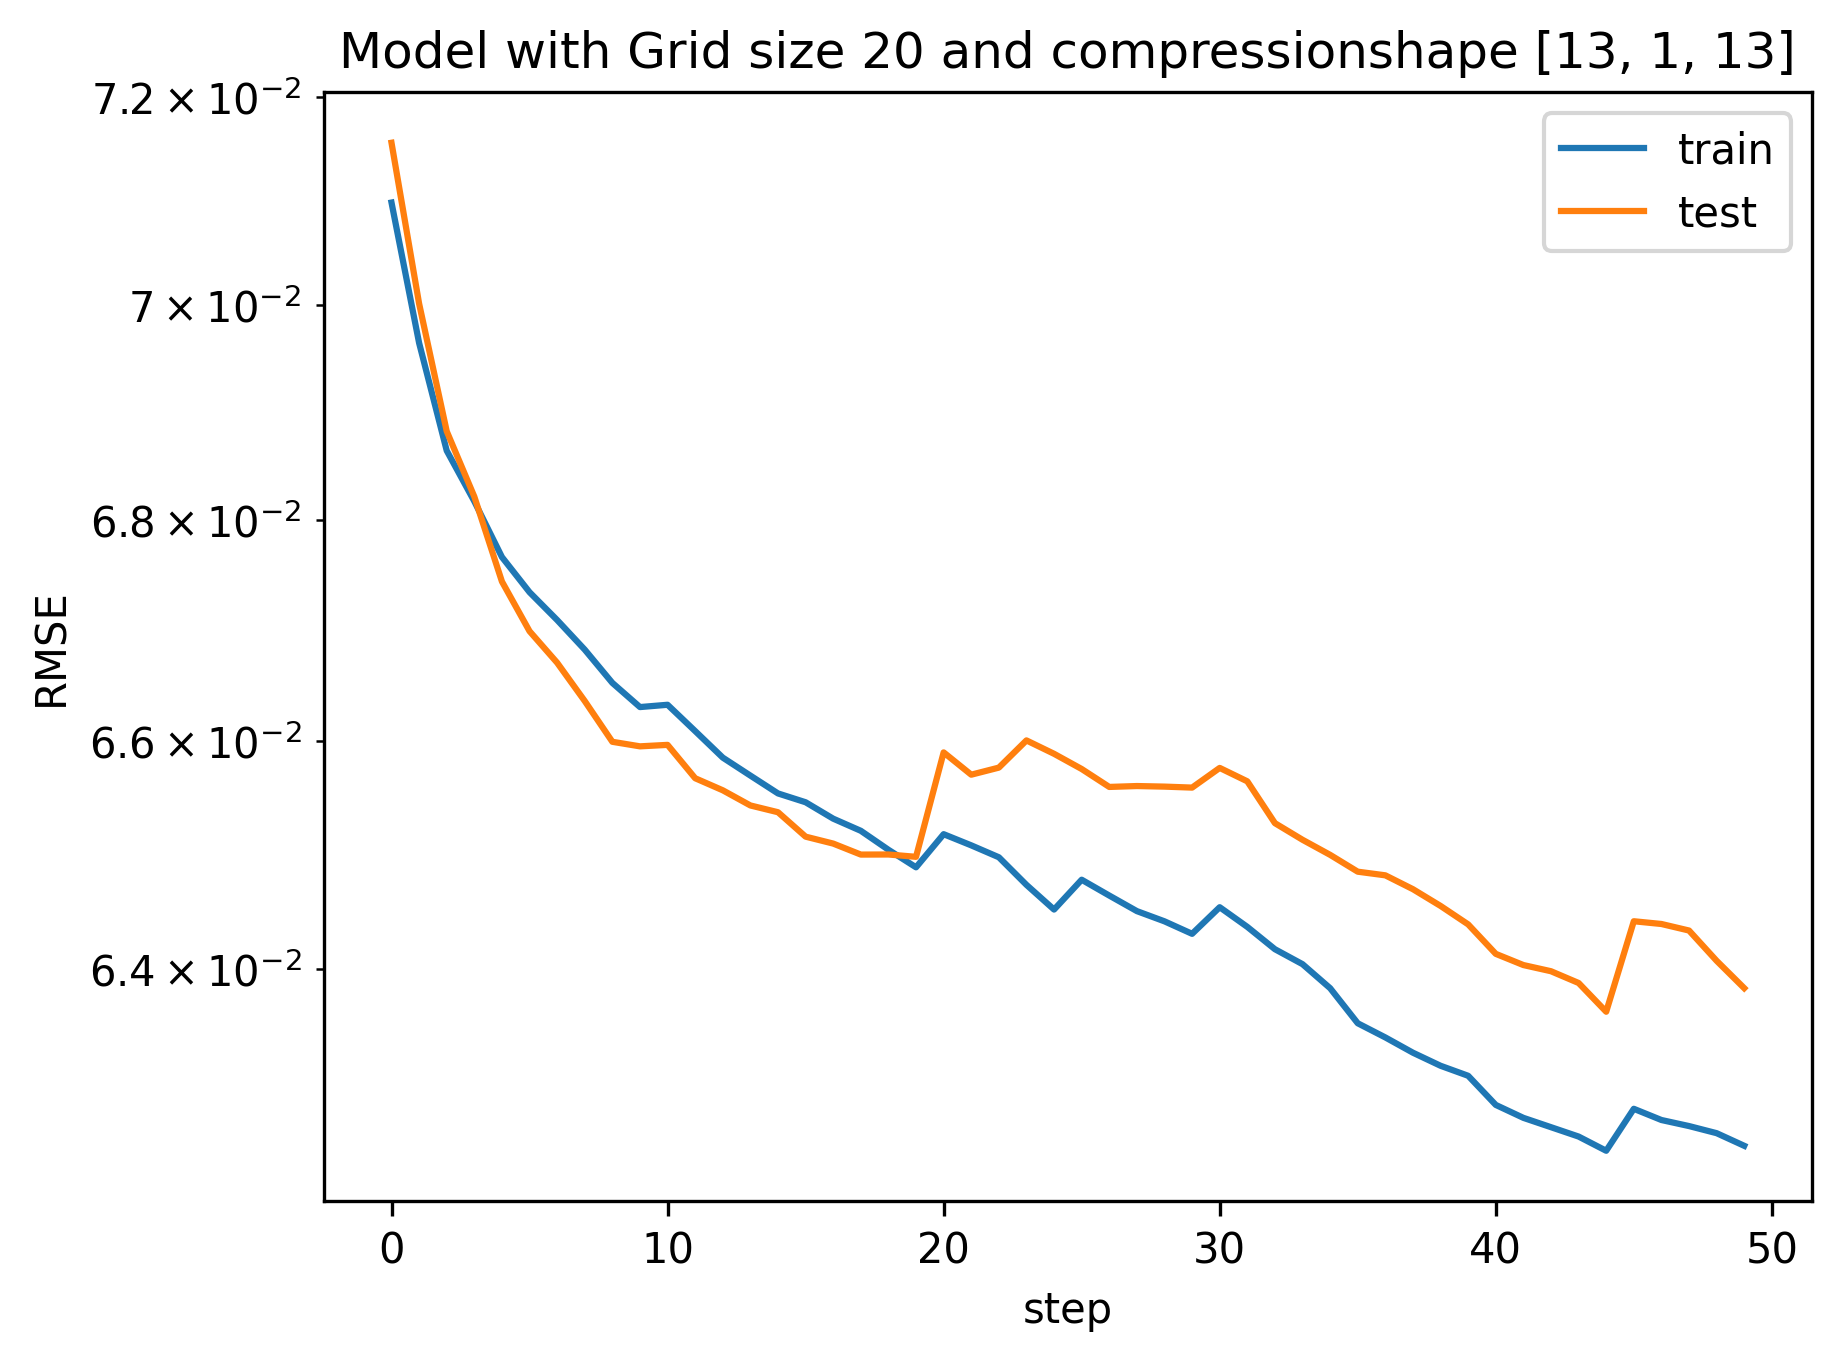 Model with Grid size 20 and compressionshape [13, 1, 13]
7.2 × 10⁻²
7 × 10⁻²
6.8 × 10⁻²
6.6 × 10⁻²
6.4 × 10⁻²
RMSE
train
test
0 10 20 30 40 50
step